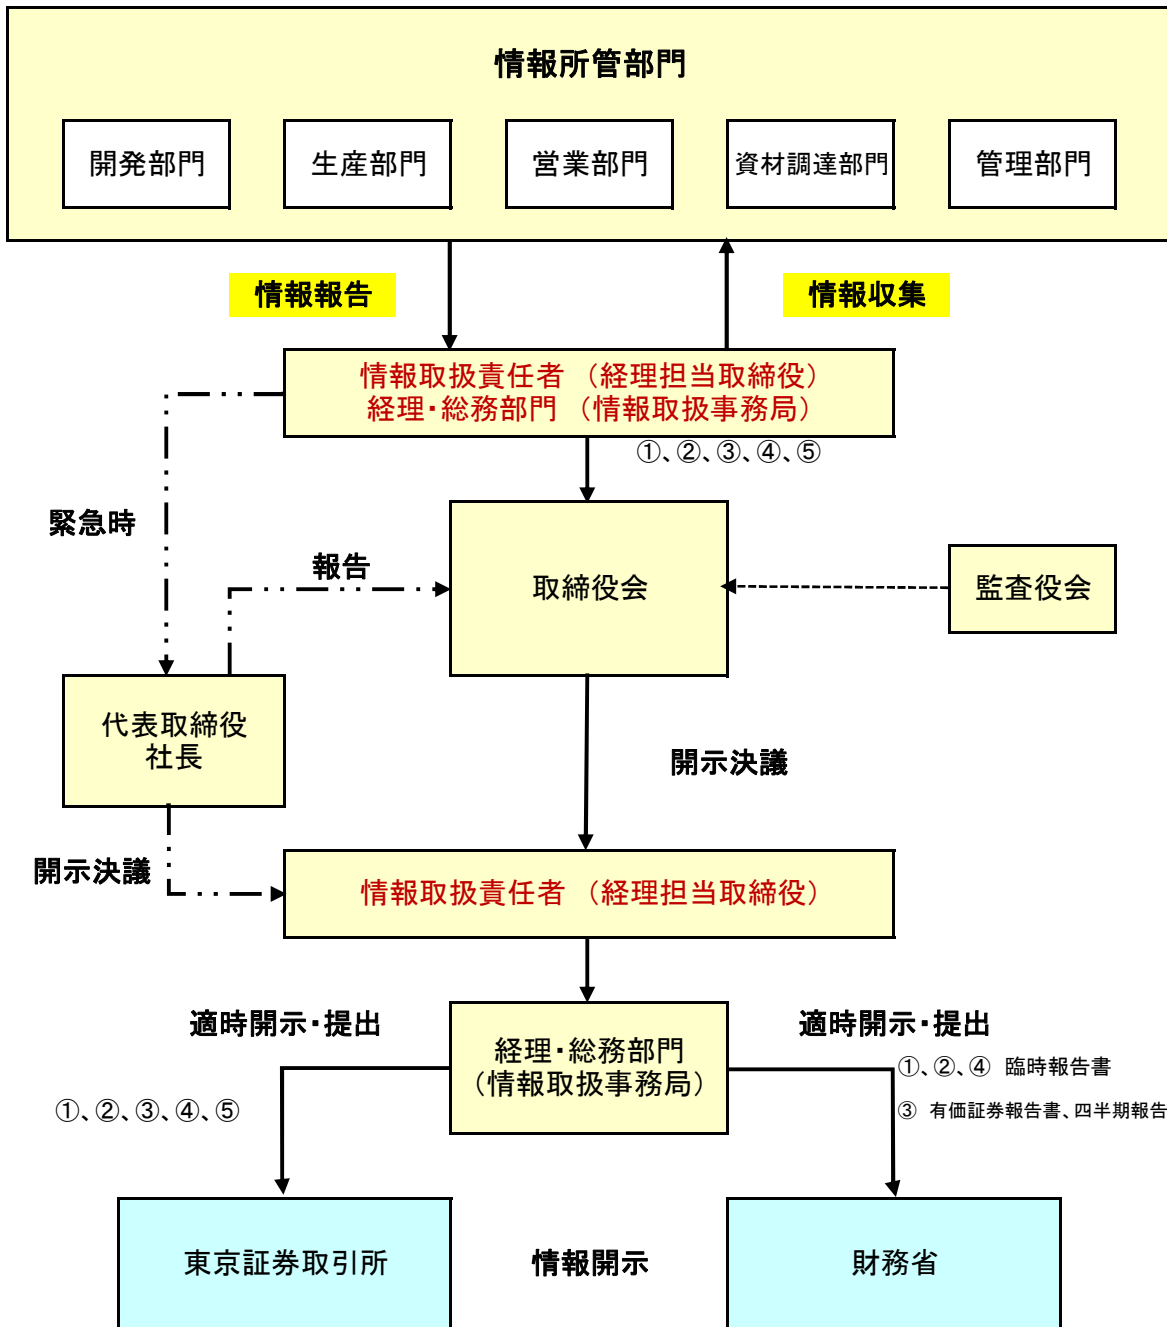 情報所管部門
開発部門
生産部門
営業部門
資材調達部門
管理部門
情報報告
情報収集
情報取扱責任者 （経理担当取締役）
経理・総務部門 （情報取扱事務局）
①、②、③、④、⑤
緊急時
報告
取締役会
監査役会
代表取締役
社長
開示決議
開示決議
情報取扱責任者 （経理担当取締役）
適時開示・提出
経理・総務部門
（情報取扱事務局）
適時開示・提出
①、②、④ 臨時報告書
①、②、③、④、⑤
③ 有価証券報告書、四半期報告
東京証券取引所
情報開示
財務省